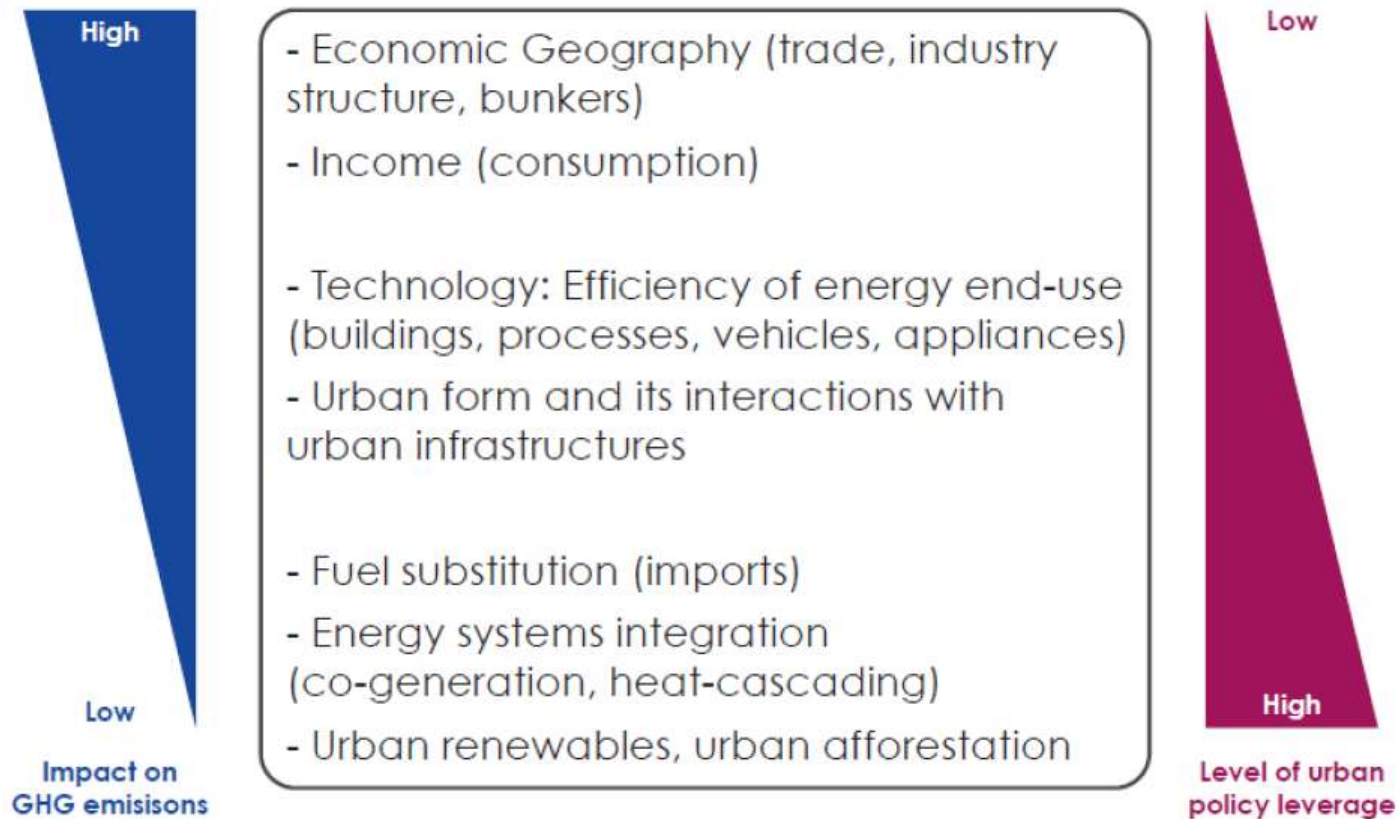 High
Low
Impact on
GHG emisisons
- Economic Geography (trade, industry
structure, bunkers)
- Income (consumption)
- Technology: Efficiency of energy end-use
(buildings, processes, vehicles, appliances)
- Urban form and its interactions with
urban infrastructures
- Fuel substitution (imports)
- Energy systems integration
(co-generation, heat-cascading)
- Urban renewables, urban afforestation
Low
High
Level of urban
policy leverage